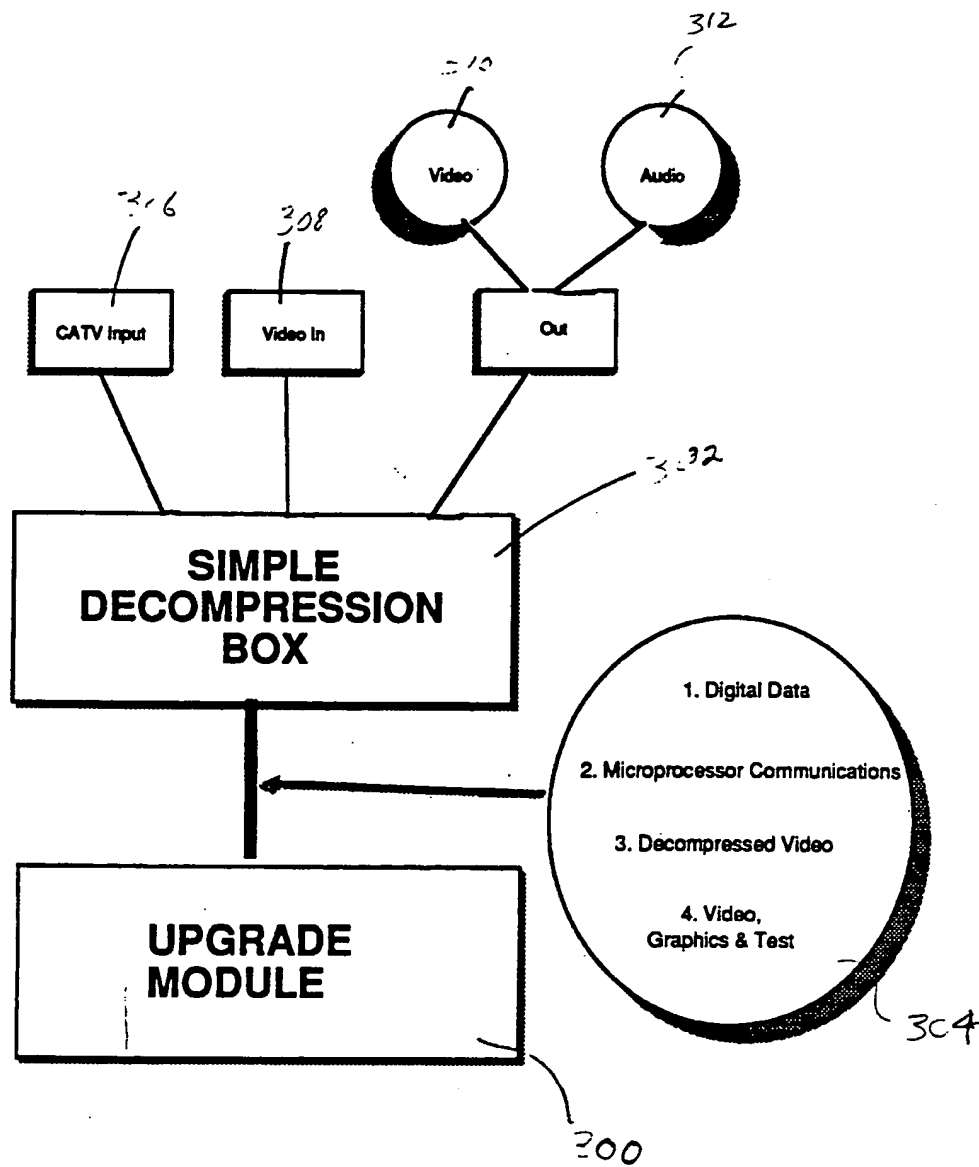 312
308
Video
Audio
CATV Input
Video In
Out
SIMPLE
DECOMPRESSION
BOX
1. Digital Data
2. Microprocessor Communications
3. Decompressed Video
4. Video,
Graphics & Test
UPGRADE
MODULE
304
300